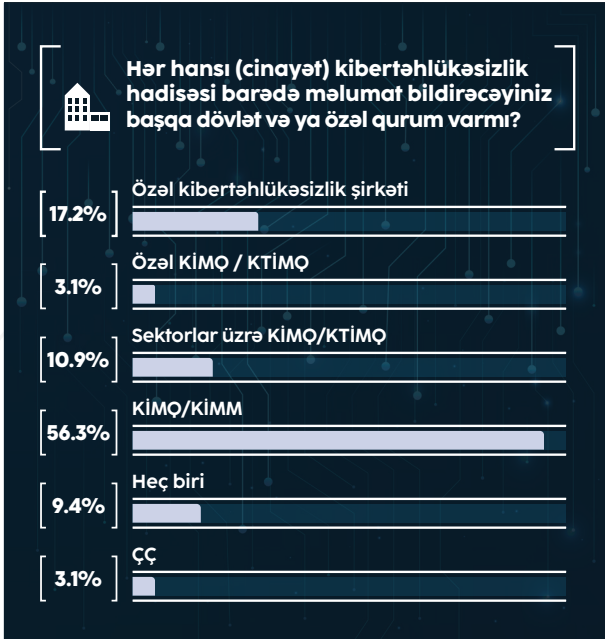 Hər hansı (cinayət) kibertəhlükəsizlik
hadisəsi barədə məlumat bildirəcəyiniz
başqa dövlət və ya özəl qurum varmı?
Özəl kibertəhlükəsizlik şirkəti
17.2%
Özəl KİMQ / KTİMQ
3.1%
Sektorlar üzrə KİMQ/KTİMQ
10.9%
KİMQ/KİMM
56.3%
Heç biri
9.4%
ÇÇ
3.1%